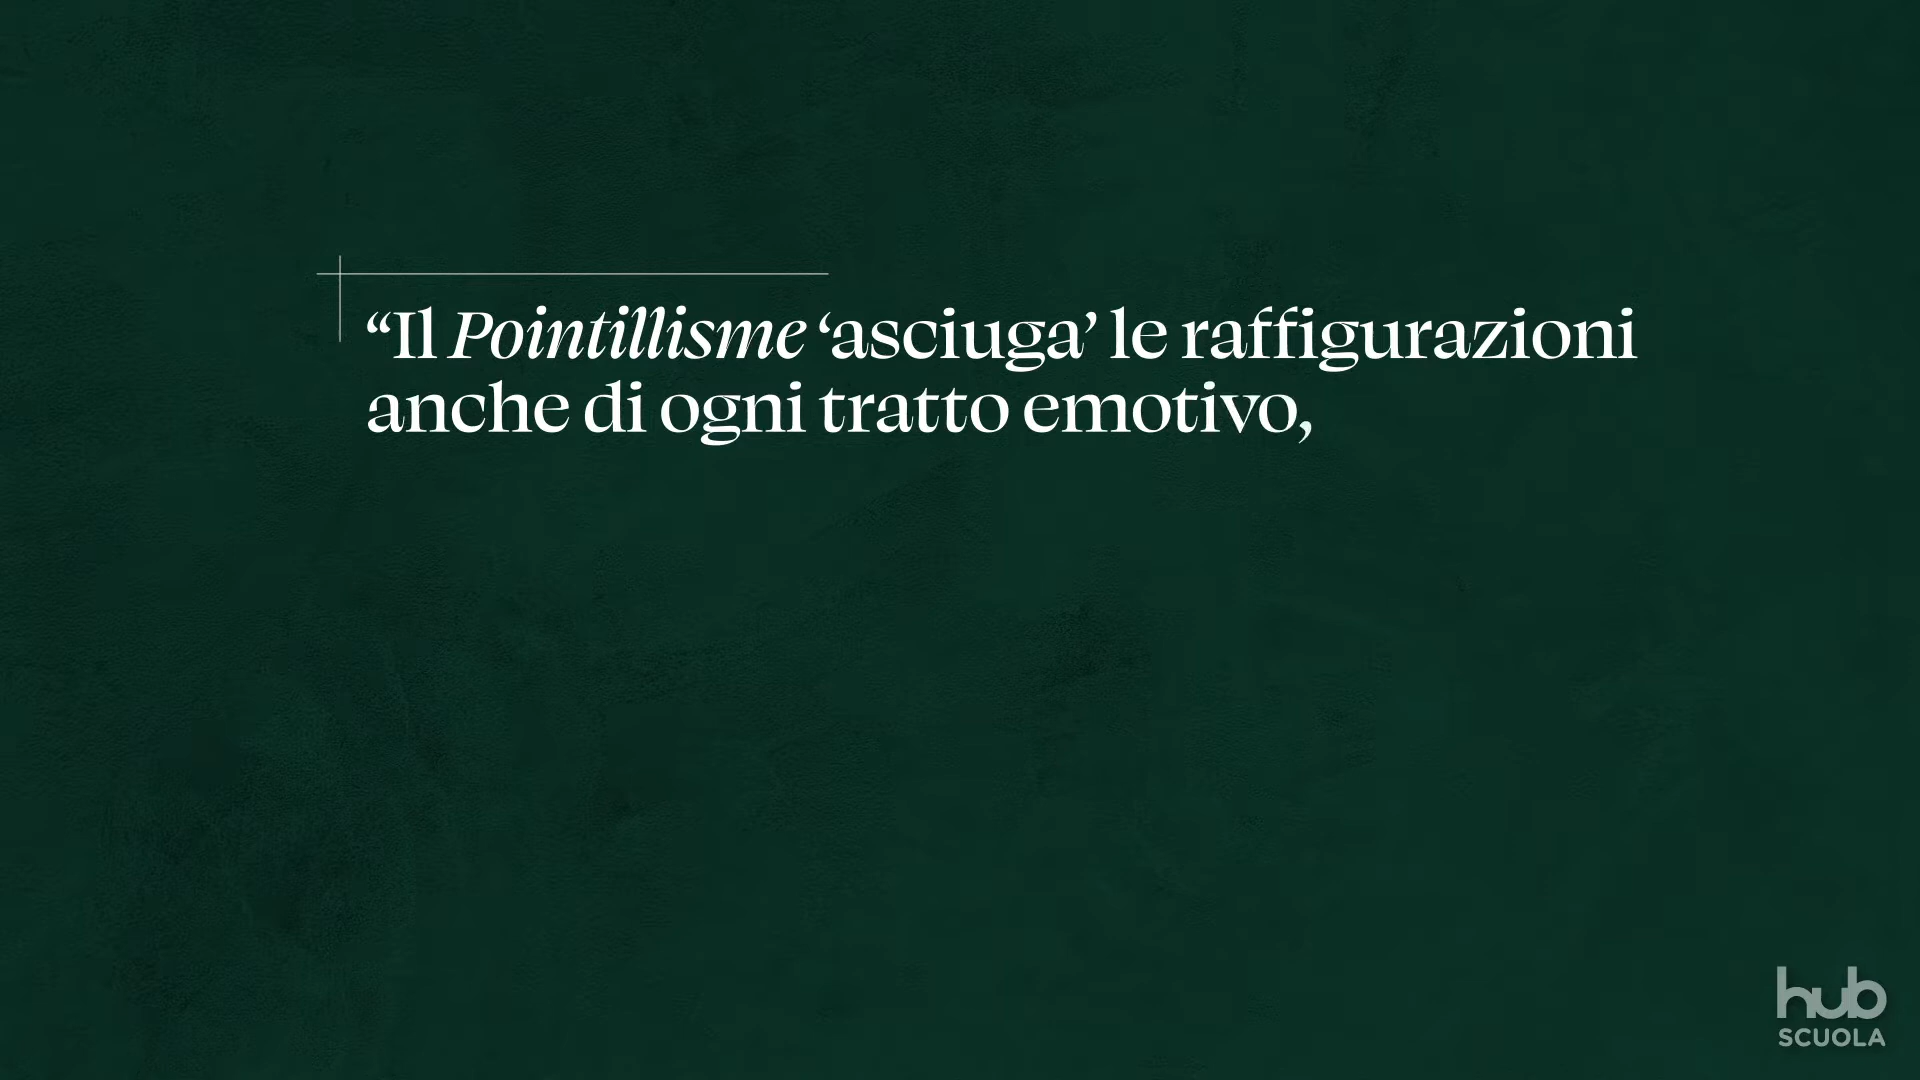 “Il Pointillisme ‘asciuga’ le raffigurazioni
anche di ogni tratto emotivo,
hub
SCUOLA